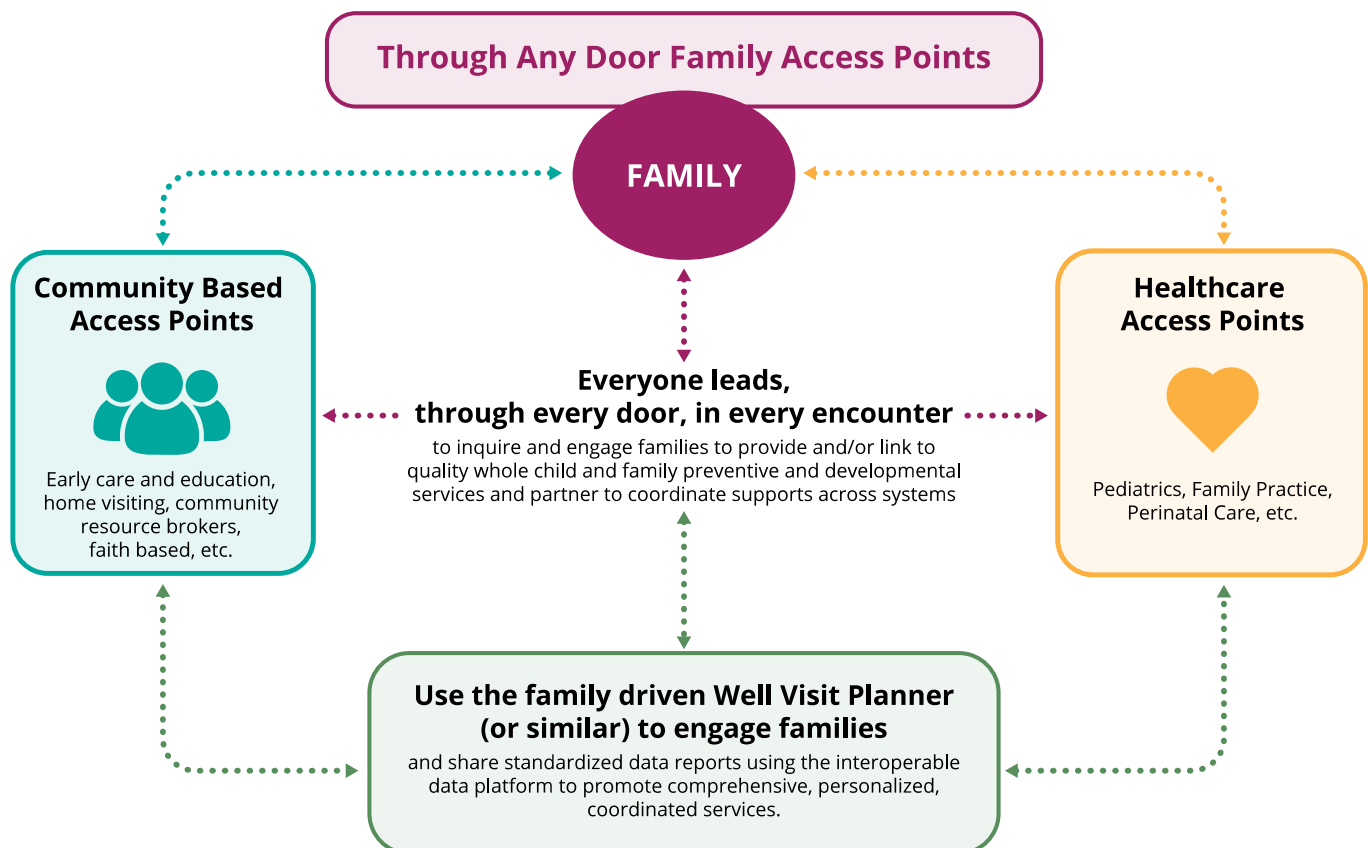 Through Any Door Family Access Points
FAMILY
Community Based
Access Points
Early care and education,
home visiting, community
resource brokers,
faith based, etc.
Everyone leads,
through every door, in every encounter
to inquire and engage families to provide and/or link to
quality whole child and family preventive and developmental
services and partner to coordinate supports across systems
Healthcare
Access Points
Pediatrics, Family Practice,
Perinatal Care, etc.
Use the family driven Well Visit Planner
(or similar) to engage families
and share standardized data reports using the interoperable
data platform to promote comprehensive, personalized,
coordinated services.